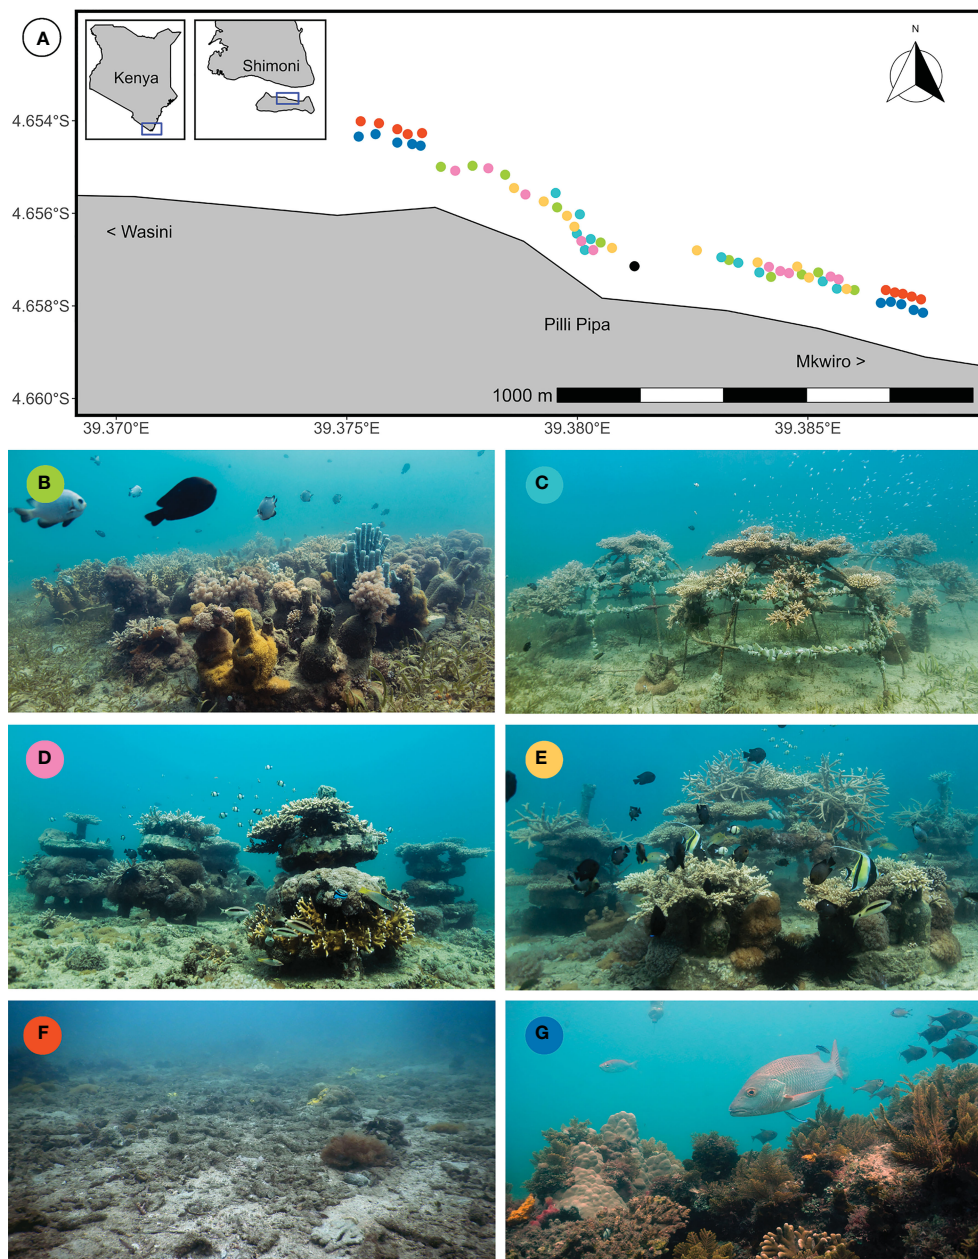 A
Kenya
Shimoni
N
4.654°S
4.656°S
4.658°S
4.660°S
< Wasini
Pilli Pipa
Mkwiro >
1000 m
39.370°E
39.375°E
39.380°E
39.385°E
B
C
D
E
F
G